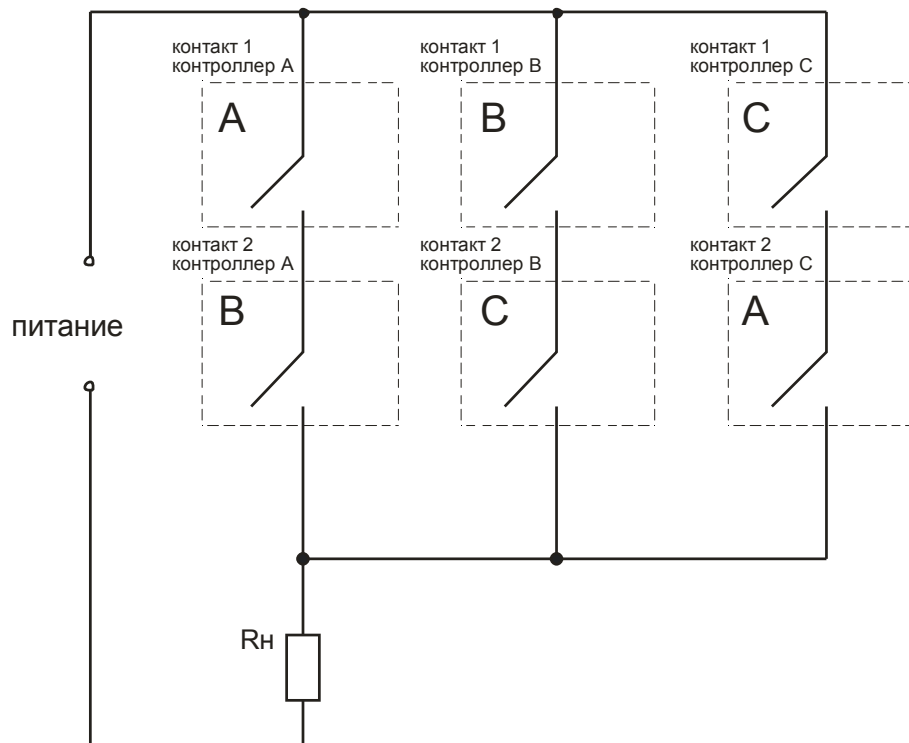 контакт 1
контроллер А
контакт 1
контроллер В
контакт 1
контроллер С
А
В
С
контакт 2
контроллер А
контакт 2
контроллер В
контакт 2
контроллер С
В
С
А
питание
Rн